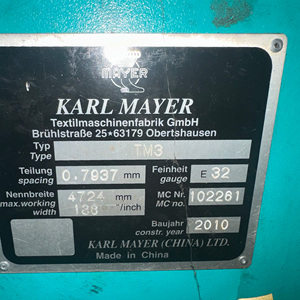 MAYER
KARL MAYER
Textilmaschinenfabrik GmbH
Brühlstraße 25*63179 Obertshausen
Typ
Type TM3
Teilung
spacing 0.7937 mm Feinheit
gauge E 32
Nennbreite
max.working
width 4724 mm
"/inch MC Nr.
MC no. 102261
Baujahr
constr. year 2010
KARL MAYER (CHINA) LTD.
Made in China